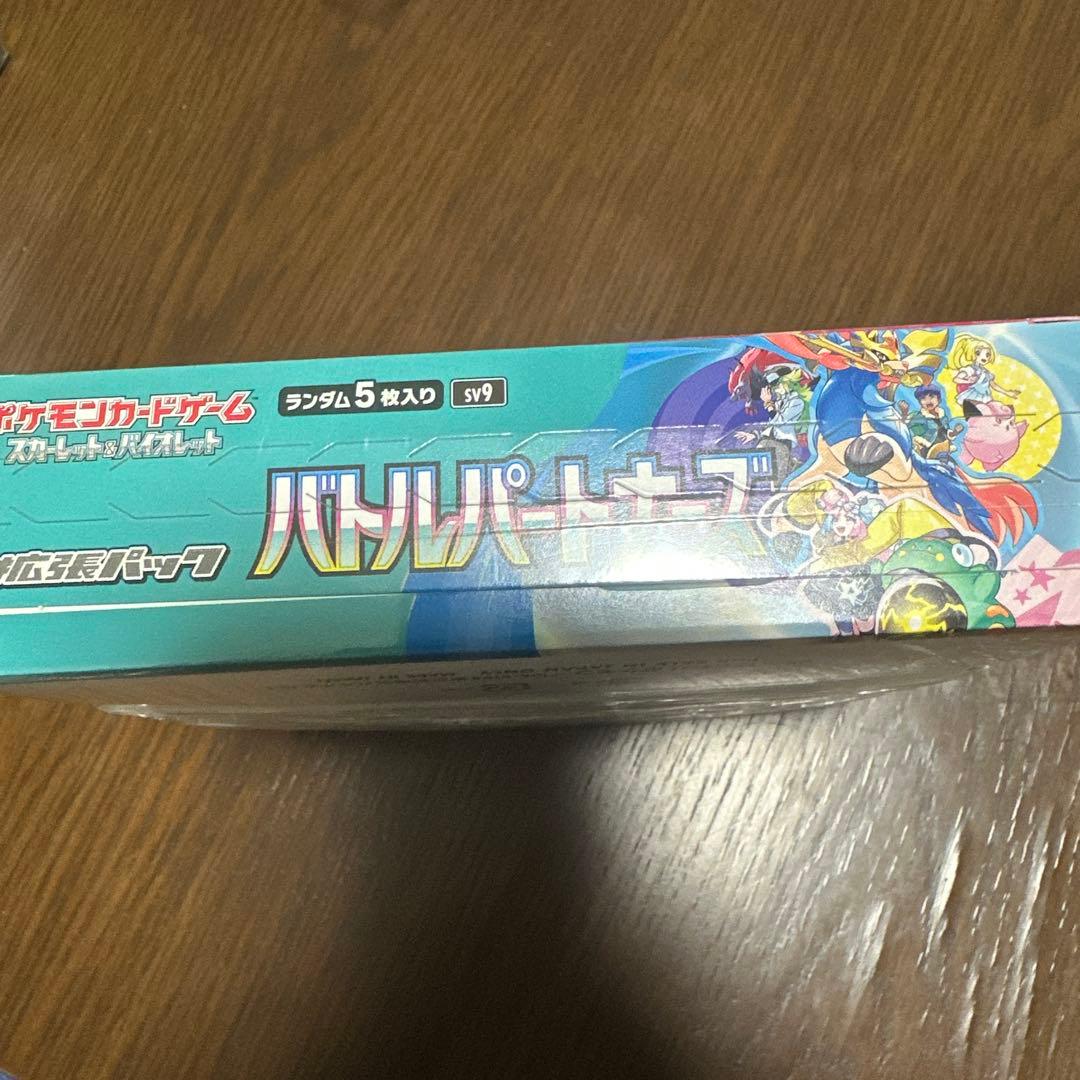 ポケモンカードゲーム
スカーレット&バイオレット
ランダム5枚入り
SV9
拡張パック
バトルパートナーズ